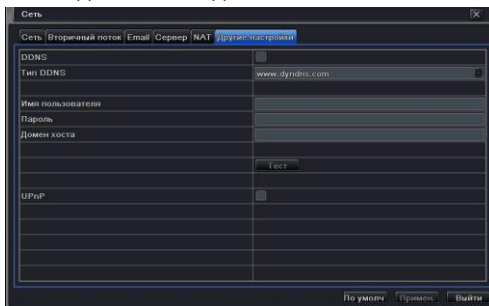 Сеть
Сеть Вторичный поток Email Сервер NAT Другие настройки
DDNS
Тип DDNS www.dyndns.com
Имя пользователя
Пароль
Домен хоста
Тест
UPnP
По умолч Примен. Выйти